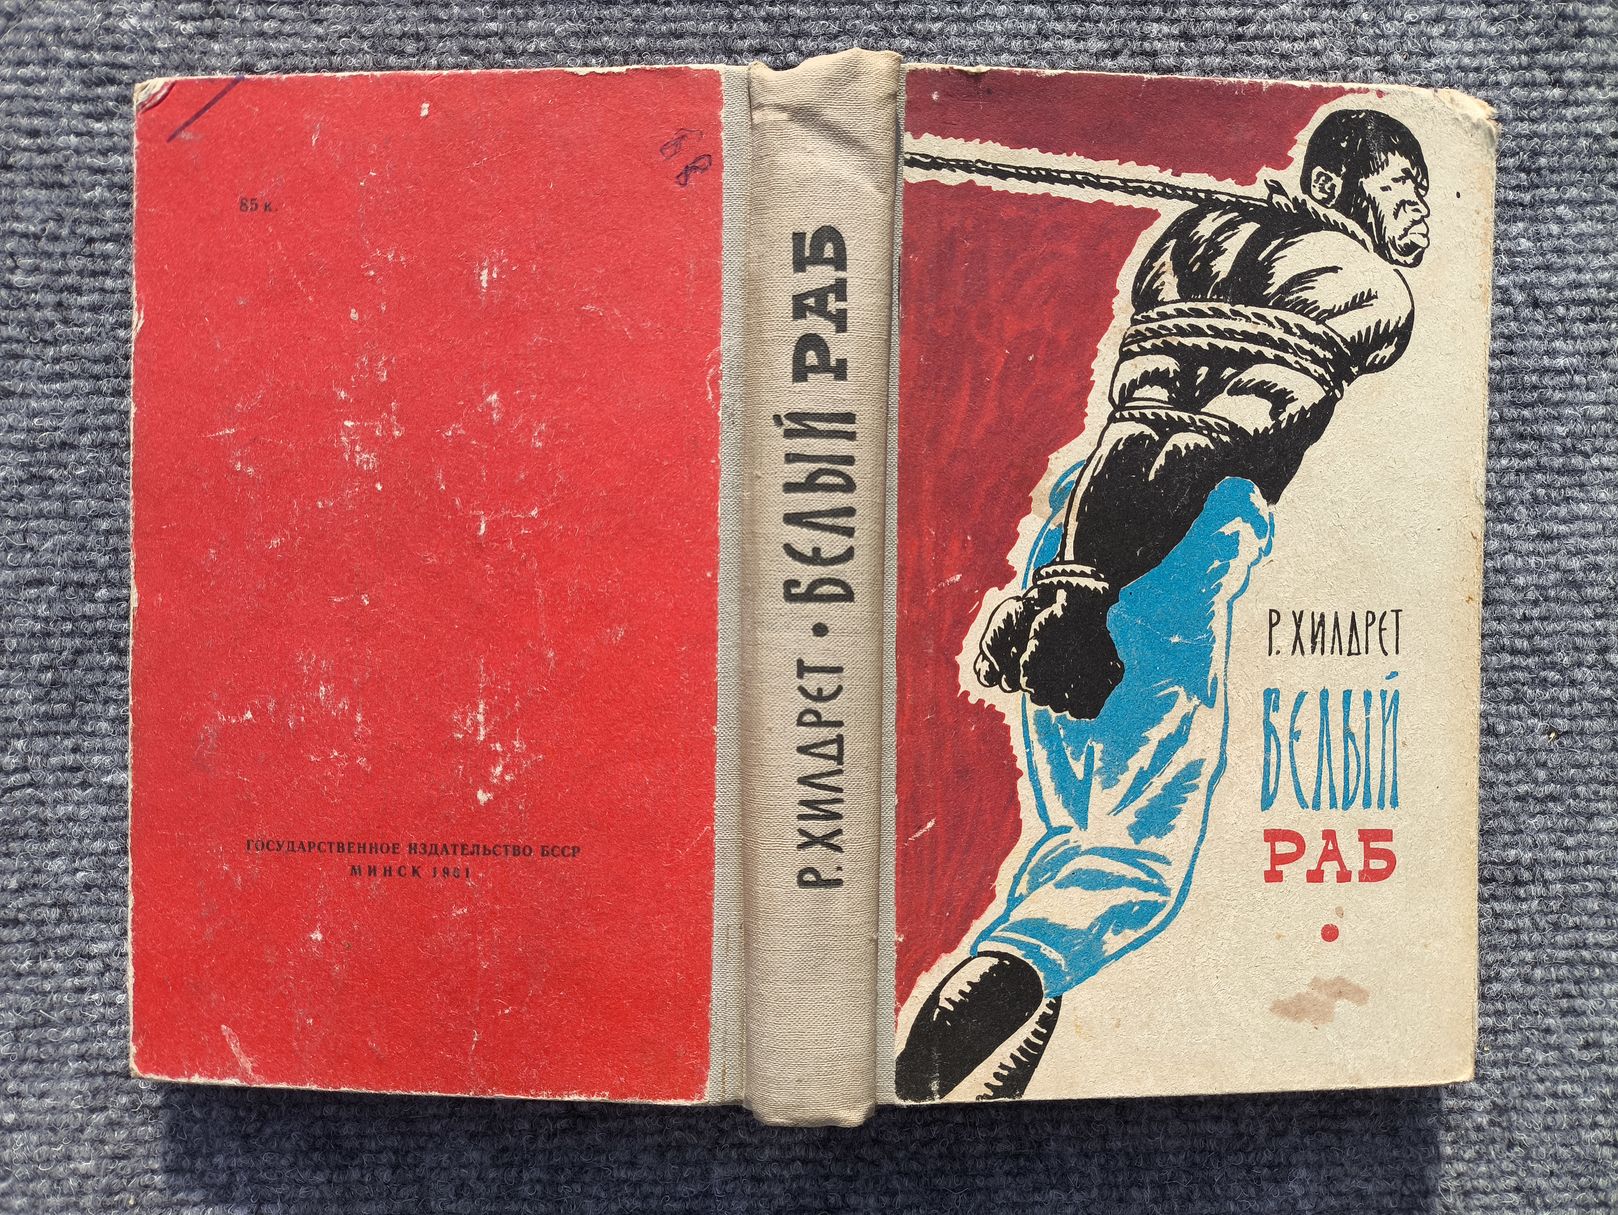 85 к.
ГОСУДАРСТВЕННОЕ ИЗДАТЕЛЬСТВО БССР
МИНСК 1961
Р. ХИЛДРЕТ • БЕЛЫЙ РАБ
Р. ХИЛДРЕТ
БЕЛЫЙ
РАБ